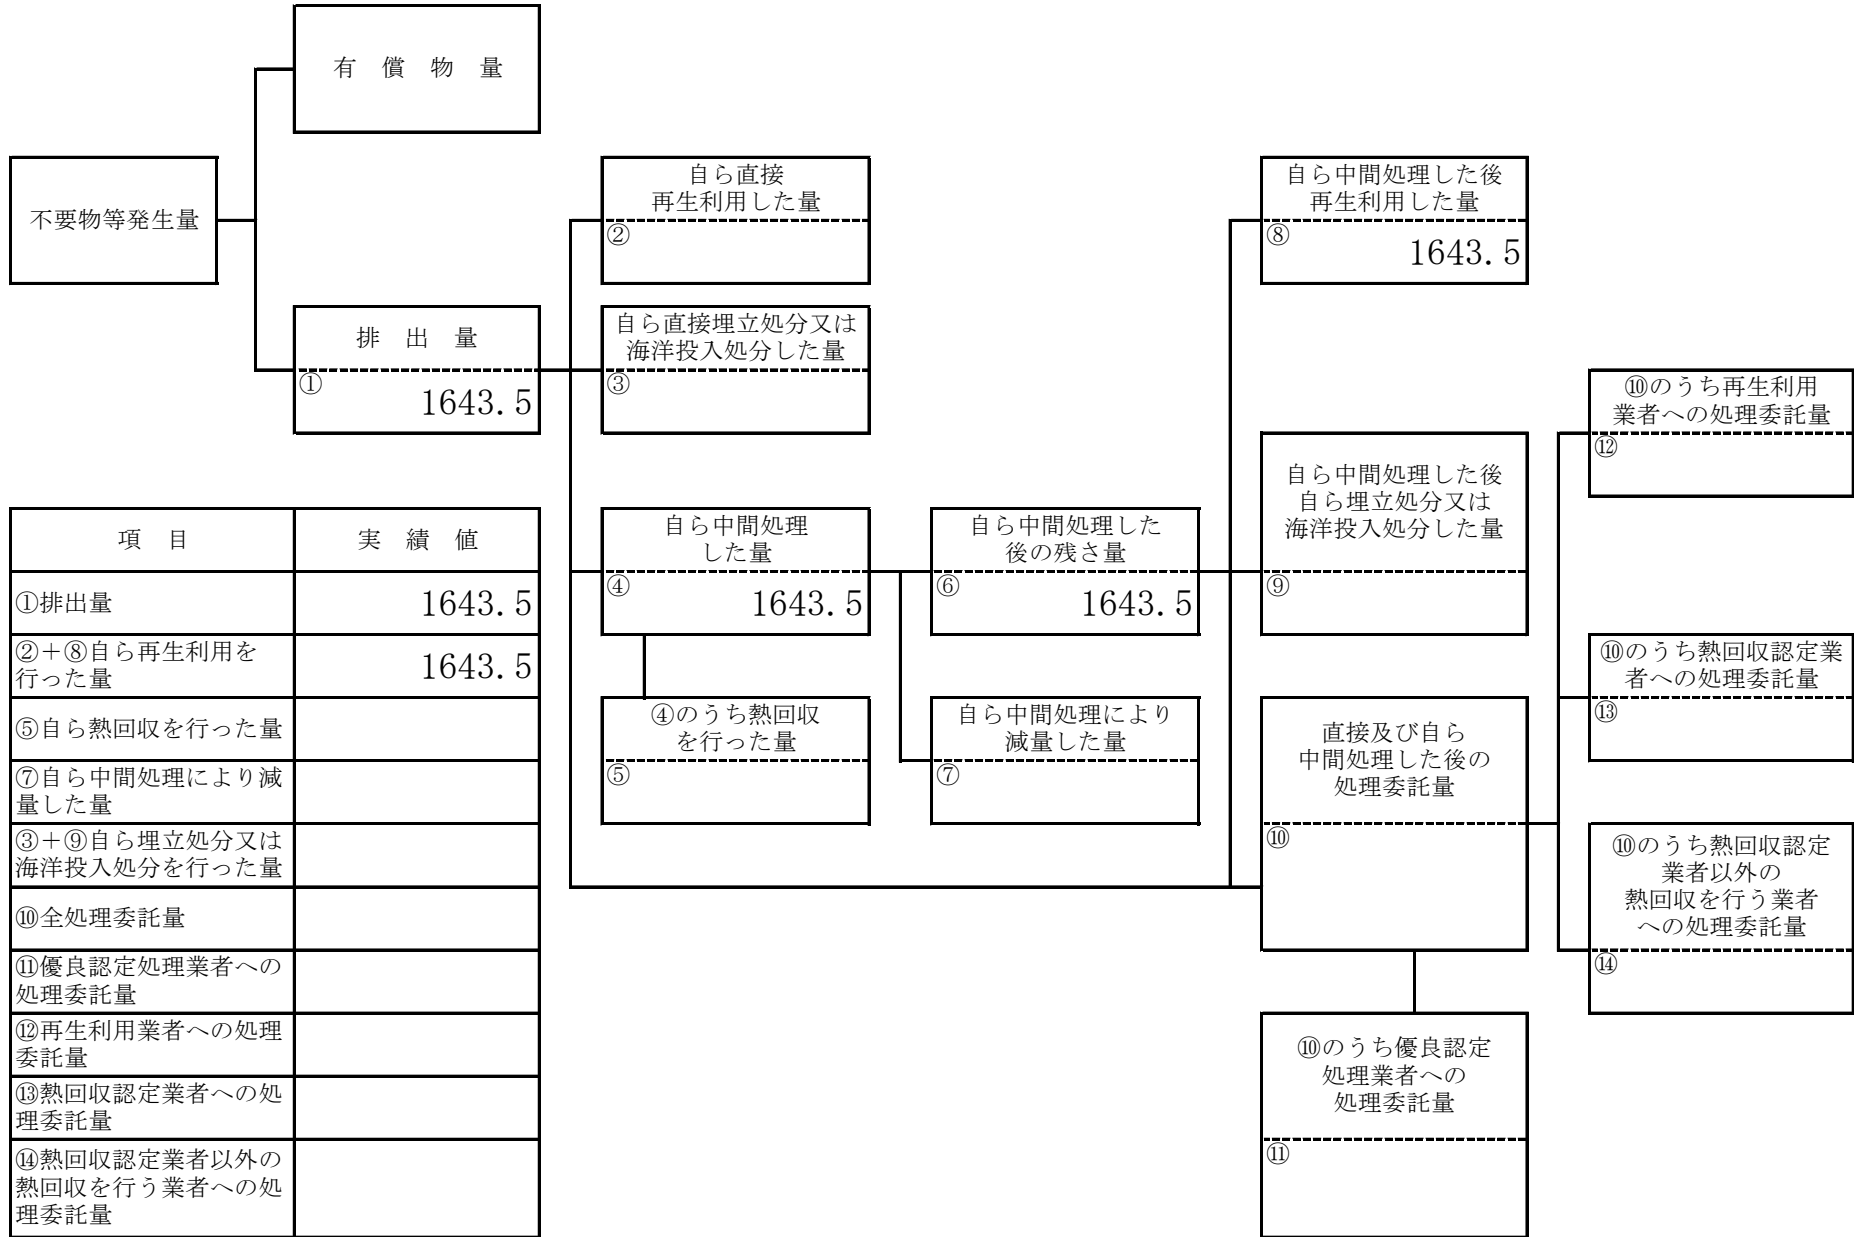 有　償　物　量
不要物等発生量
排　出　量
①
1643.5
自ら直接
再生利用した量
②
自ら直接埋立処分又は
海洋投入処分した量
③
自ら中間処理
した量
④
1643.5
④のうち熱回収
を行った量
⑤
自ら中間処理した
後の残さ量
⑥
1643.5
自ら中間処理により
減量した量
⑦
自ら中間処理した後
再生利用した量
⑧
1643.5
自ら中間処理した後
自ら埋立処分又は
海洋投入処分した量
⑨
直接及び自ら
中間処理した後の
処理委託量
⑩
⑩のうち優良認定
処理業者への
処理委託量
⑪
⑩のうち再生利用
業者への処理委託量
⑫
⑩のうち熱回収認定業
者への処理委託量
⑬
⑩のうち熱回収認定
業者以外の
熱回収を行う業者
への処理委託量
⑭
項　目
実　績　値
①排出量
1643.5
②＋⑧自ら再生利用を
行った量
1643.5
⑤自ら熱回収を行った量
⑦自ら中間処理により減
量した量
③＋⑨自ら埋立処分又は
海洋投入処分を行った量
⑩全処理委託量
⑪優良認定処理業者への
処理委託量
⑫再生利用業者への処理
委託量
⑬熱回収認定業者への処
理委託量
⑭熱回収認定業者以外の
熱回収を行う業者への処
理委託量